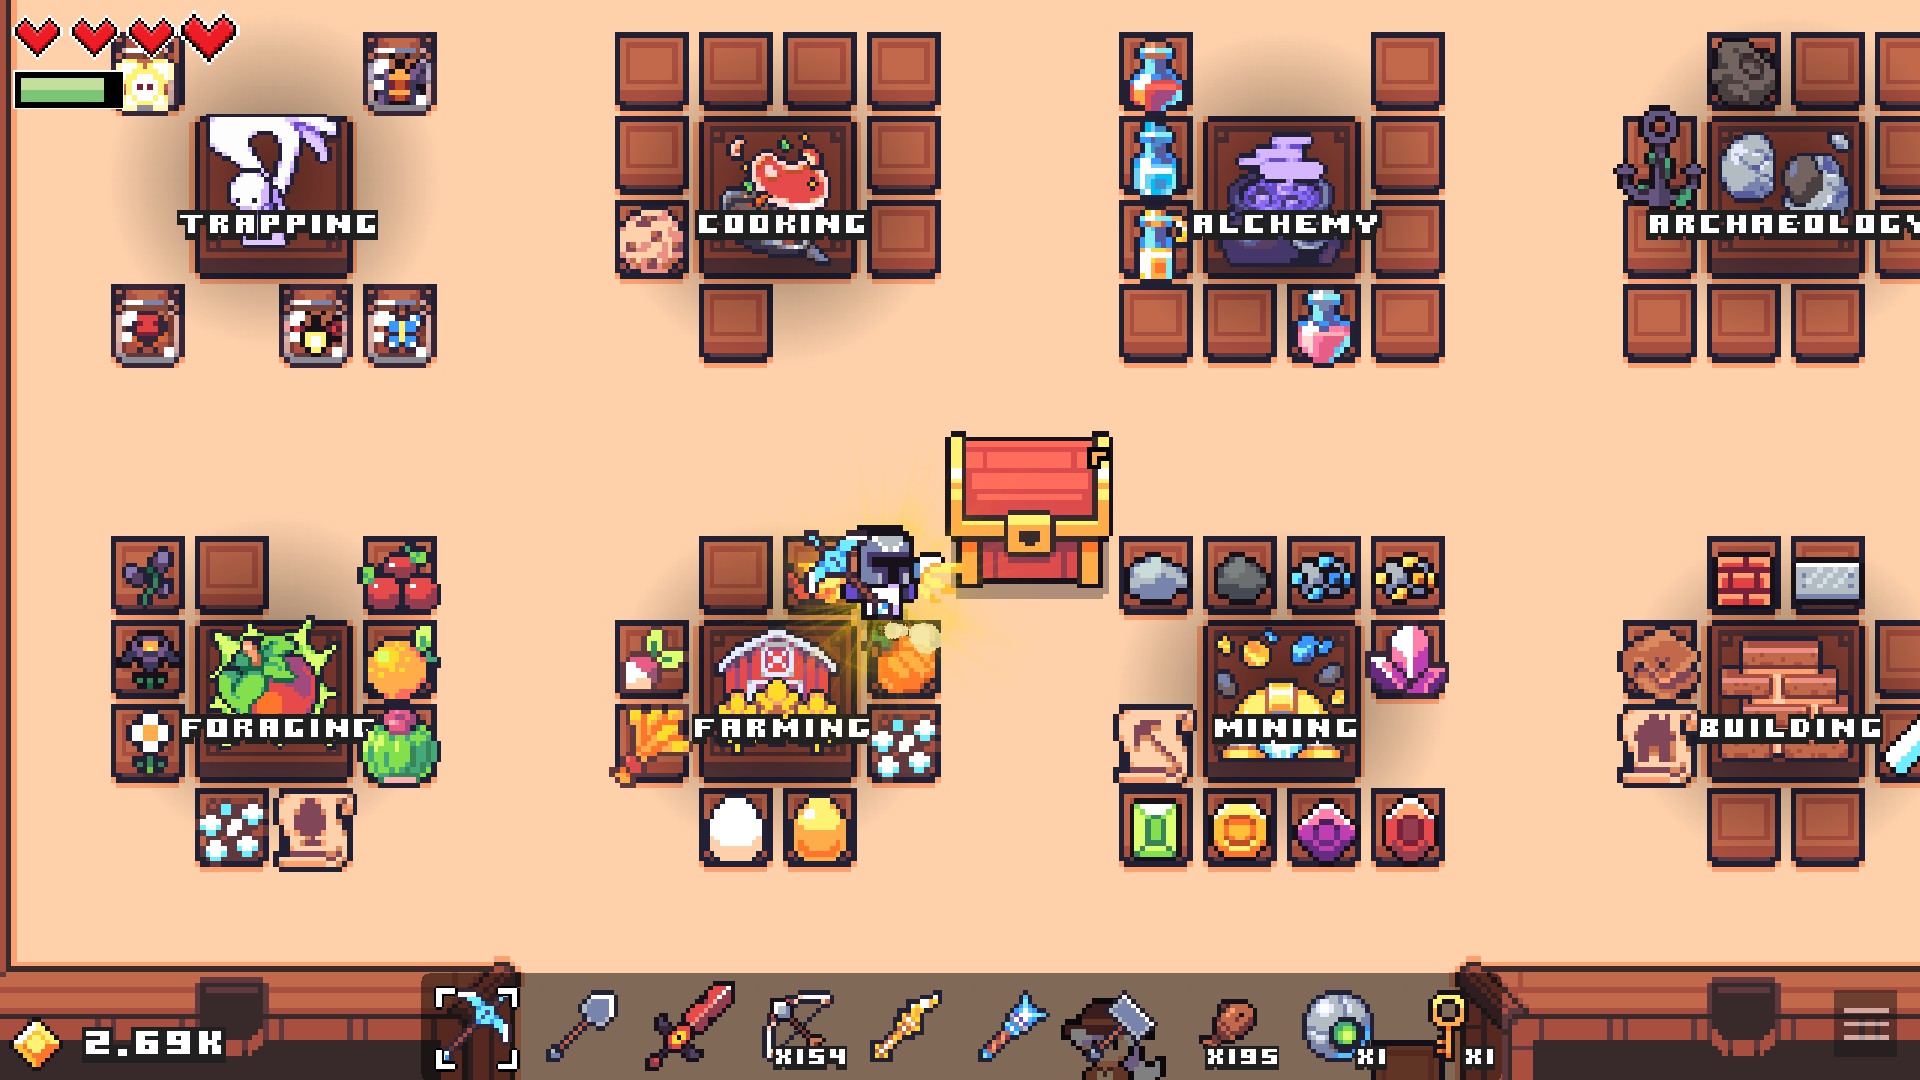 TRAPPING
COOKING
ALCHEMY
ARCHAEOLOGY
FORAGING
FARMING
MINING
BUILDING
2.69K
X154
X195
X1
X1